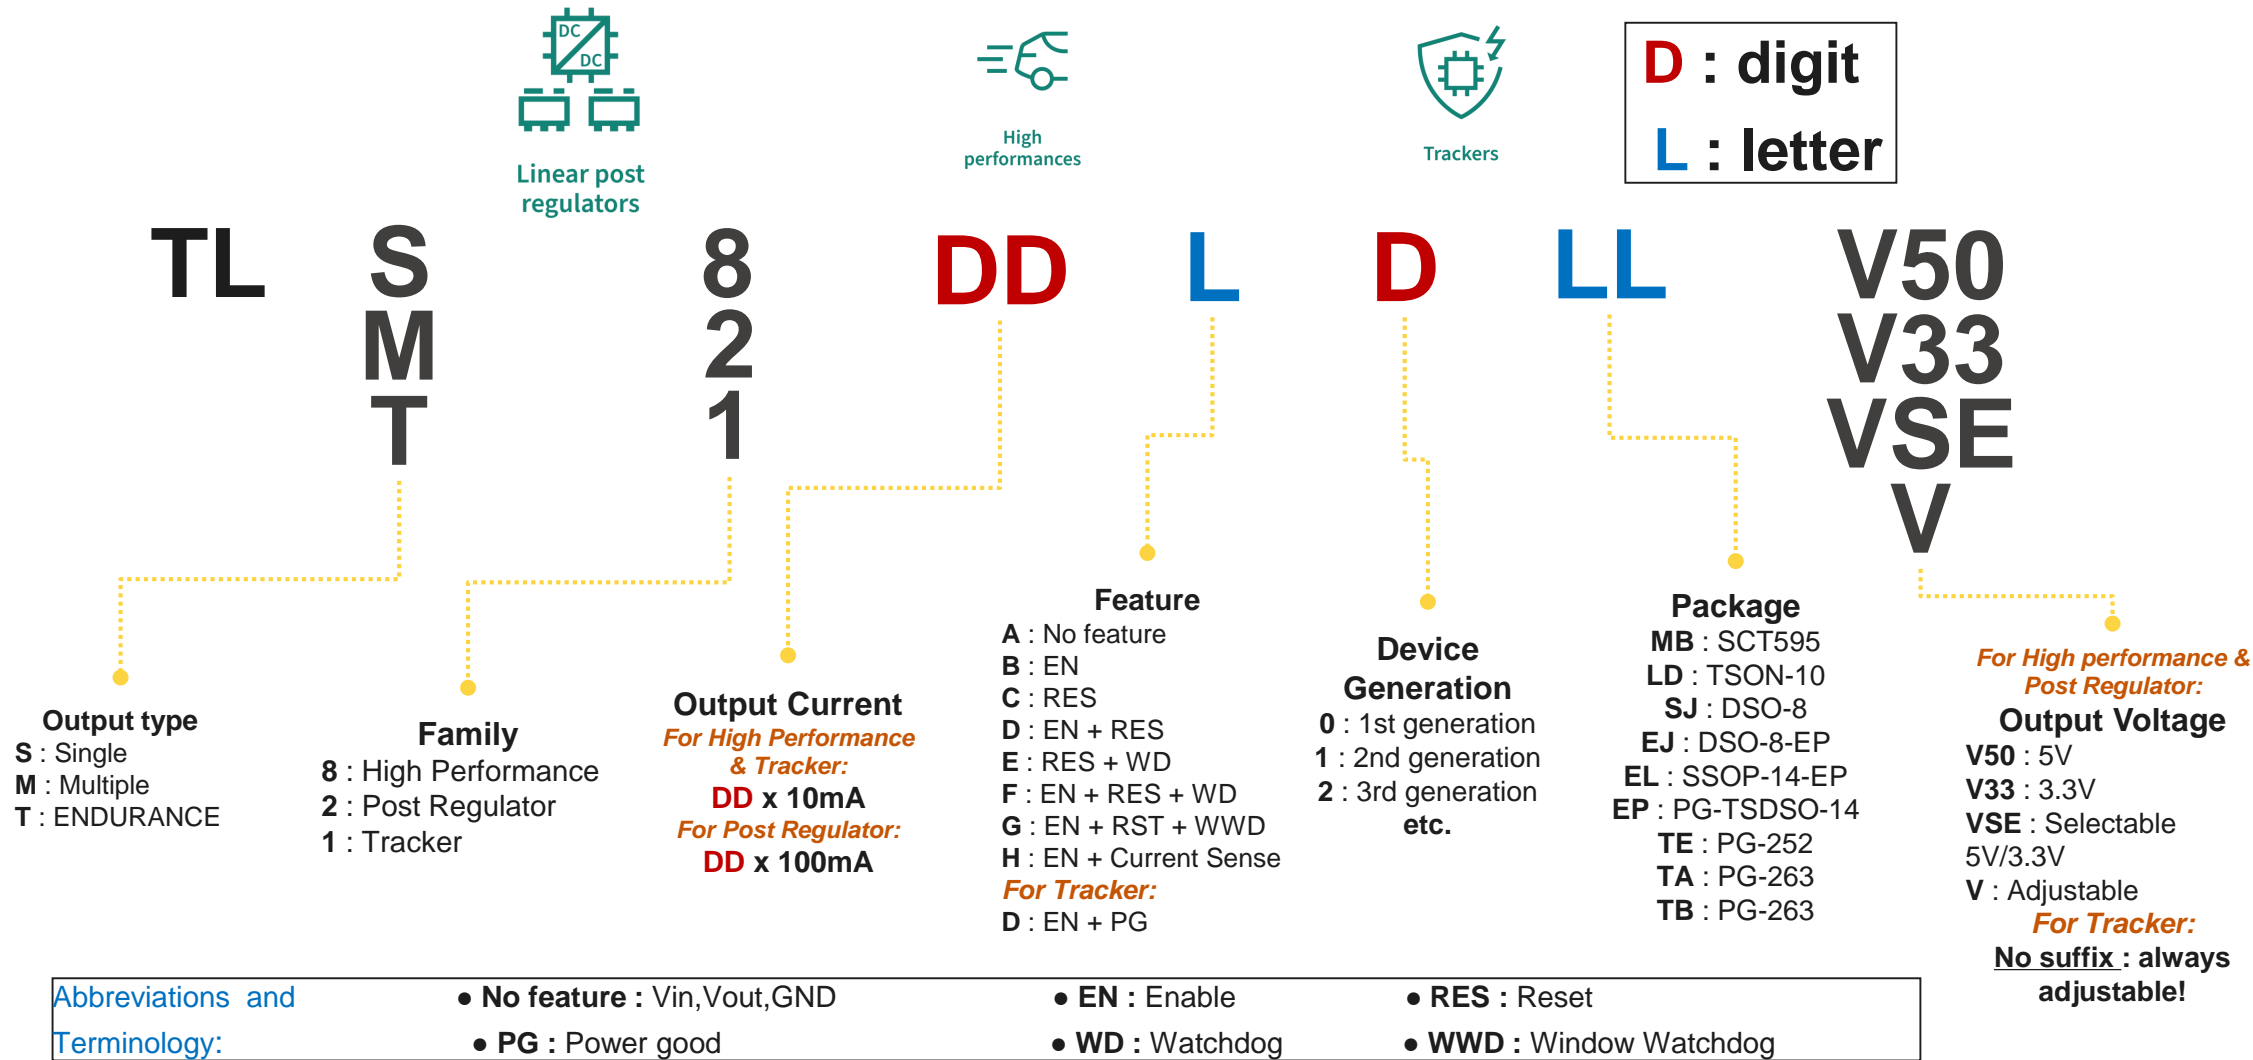 DC
DC
Linear post
regulators
High
performances
Trackers
D : digit
L : letter
TL S 8 DD L D LL V50
M 2 V33
T 1 VSE
V
Output type
S : Single
M : Multiple
T : ENDURANCE
Family
8 : High Performance
2 : Post Regulator
1 : Tracker
Output Current
For High Performance
& Tracker:
DD x 10mA
For Post Regulator:
DD x 100mA
Feature
A : No feature
B : EN
C : RES
D : EN + RES
E : RES + WD
F : EN + RES + WD
G : EN + RST + WWD
H : EN + Current Sense
For Tracker:
D : EN + PG
Device
Generation
0 : 1st generation
1 : 2nd generation
2 : 3rd generation
etc.
Package
MB : SCT595
LD : TSON-10
SJ : DSO-8
EJ : DSO-8-EP
EL : SSOP-14-EP
EP : PG-TSDSO-14
TE : PG-252
TA : PG-263
TB : PG-263
For High performance &
Post Regulator:
Output Voltage
V50 : 5V
V33 : 3.3V
VSE : Selectable
5V/3.3V
V : Adjustable
For Tracker:
No suffix : always
adjustable!
Abbreviations and ● No feature : Vin,Vout,GND ● EN : Enable ● RES : Reset
Terminology: ● PG : Power good ● WD : Watchdog ● WWD : Window Watchdog